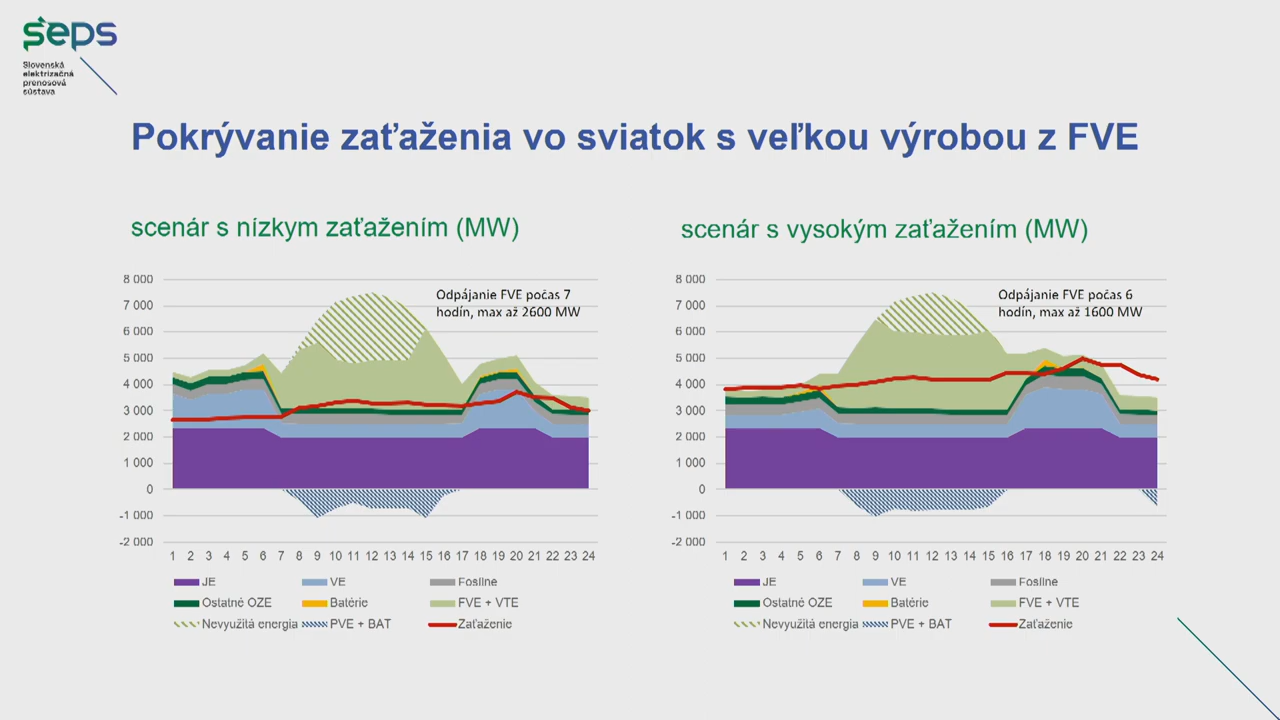 seps
Slovenská
elektrizačná
prenosová
sústava
Pokrývanie zaťaženia vo sviatok s veľkou výrobou z FVE
scenár s nízkym zaťažením (MW)
8 000
7 000
6 000
5 000
4 000
3 000
2 000
1 000
0
-1 000
-2 000
Odpájanie FVE počas 7
hodín, max až 2600 MW
1 2 3 4 5 6 7 8 9 10 11 12 13 14 15 16 17 18 19 20 21 22 23 24
JE VE Fosílne
Ostatné OZE Batérie FVE + VTE
Nevyužitá energia PVE + BAT Zaťaženie
scenár s vysokým zaťažením (MW)
8 000
7 000
6 000
5 000
4 000
3 000
2 000
1 000
0
-1 000
-2 000
Odpájanie FVE počas 6
hodín, max až 1600 MW
1 2 3 4 5 6 7 8 9 10 11 12 13 14 15 16 17 18 19 20 21 22 23 24
JE VE Fosílne
Ostatné OZE Batérie FVE + VTE
Nevyužitá energia PVE + BAT Zaťaženie